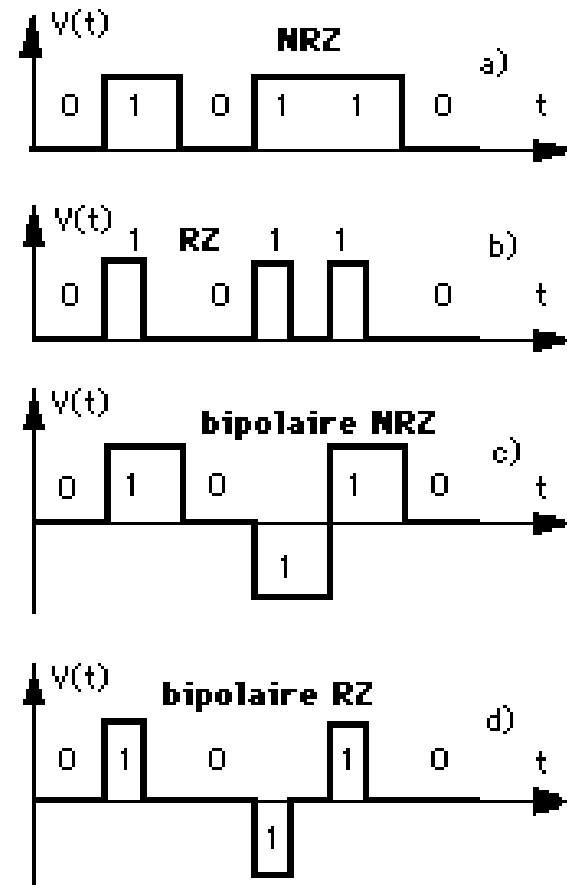 V(t) NRZ a)
0 1 0 1 1 0 t
V(t) 1 RZ 1 1 b)
0 0 0 t
V(t) bipolaire NRZ c)
0 1 0 1 0 t
1
V(t) bipolaire RZ d)
0 1 0 1 0 t
1